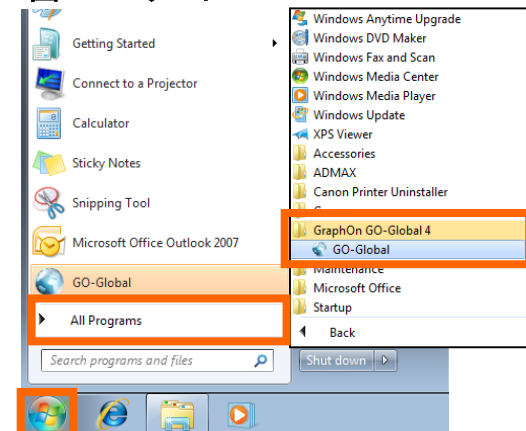 Getting Started
Connect to a Projector
Calculator
Sticky Notes
Snipping Tool
Microsoft Office Outlook 2007
GO-Global
All Programs
Search programs and files
Windows Anytime Upgrade
Windows DVD Maker
Windows Fax and Scan
Windows Media Center
Windows Media Player
Windows Update
XPS Viewer
Accessories
ADMAX
Canon Printer Uninstaller
GraphOn GO-Global 4
GO-Global
Maintenance
Microsoft Office
Startup
Back
Shut down